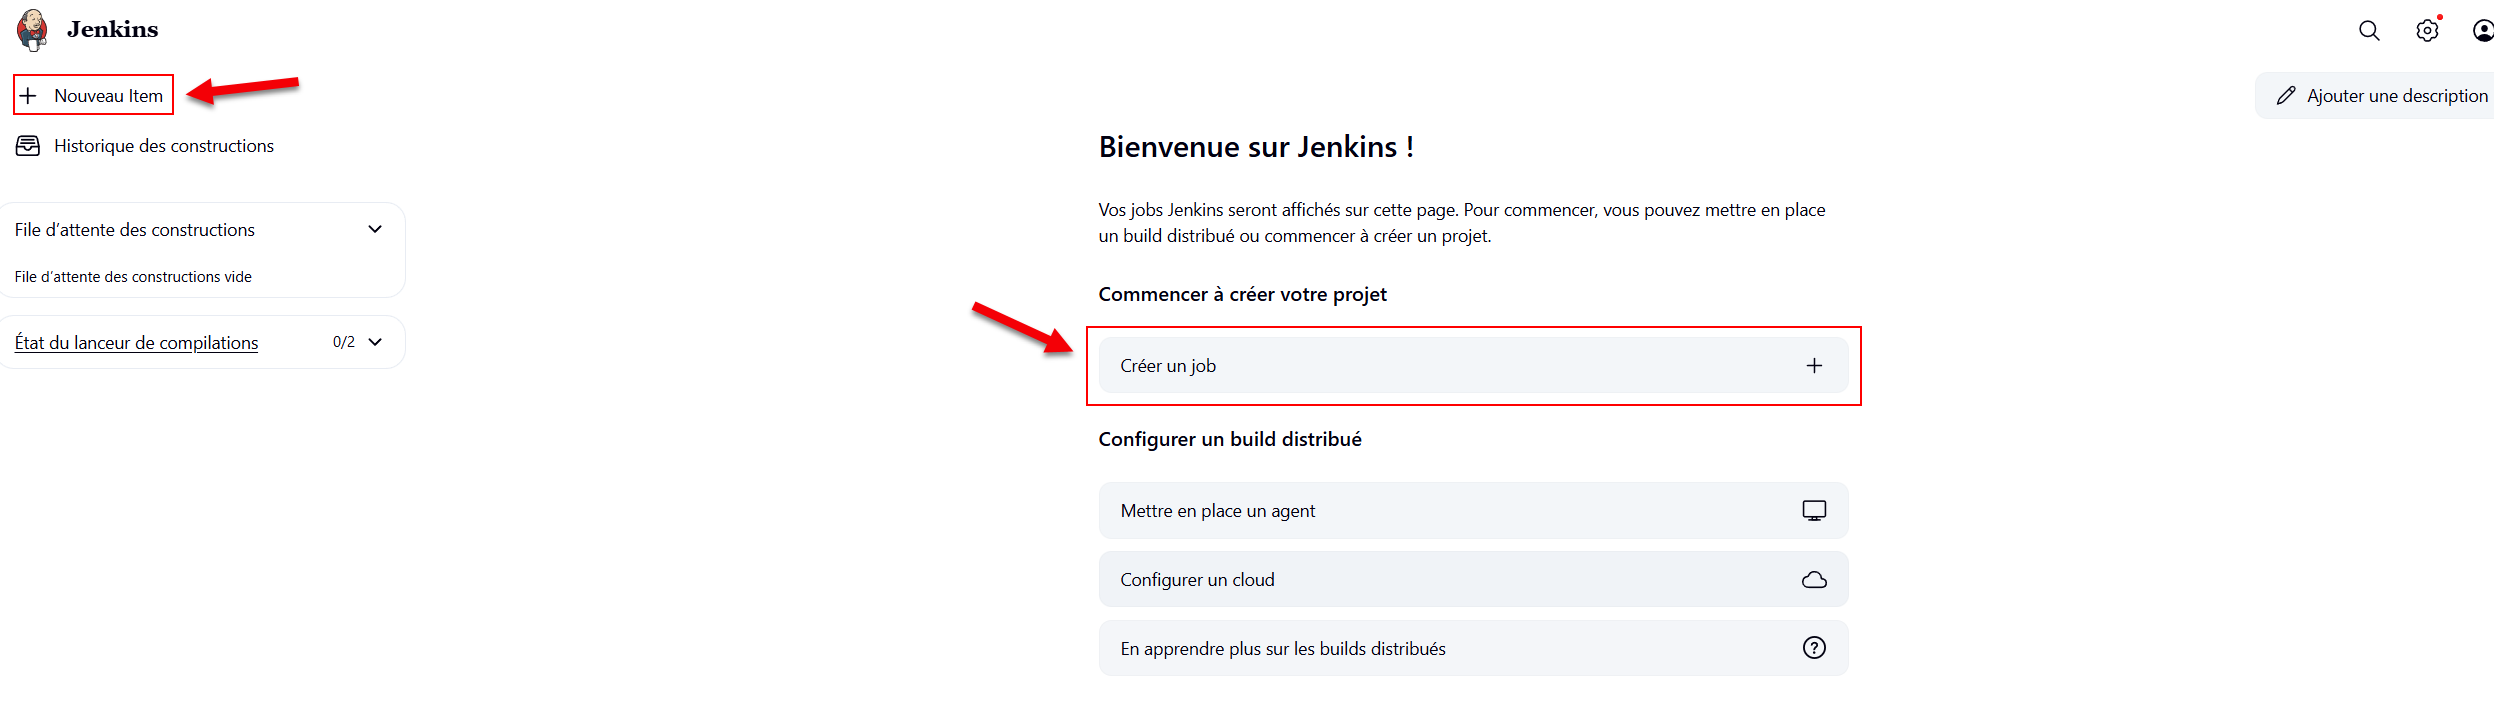 Jenkins
Nouveau Item
Historique des constructions
File d’attente des constructions
File d’attente des constructions vide
État du lanceur de compilations 0/2
Ajouter une description
Bienvenue sur Jenkins !
Vos jobs Jenkins seront affichés sur cette page. Pour commencer, vous pouvez mettre en place
un build distribué ou commencer à créer un projet.
Commencer à créer votre projet
Créer un job
Configurer un build distribué
Mettre en place un agent
Configurer un cloud
En apprendre plus sur les builds distribués